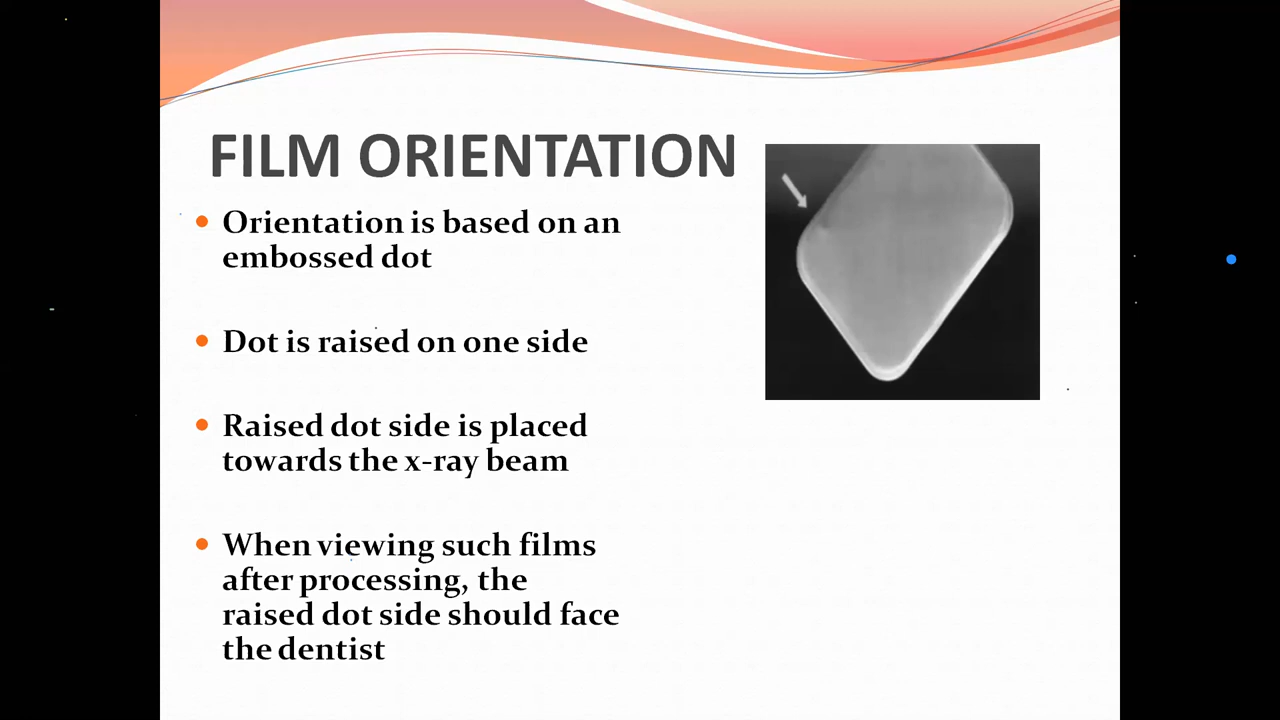 FILM ORIENTATION
Orientation is based on an
embossed dot
Dot is raised on one side
Raised dot side is placed
towards the x-ray beam
When viewing such films
after processing, the
raised dot side should face
the dentist